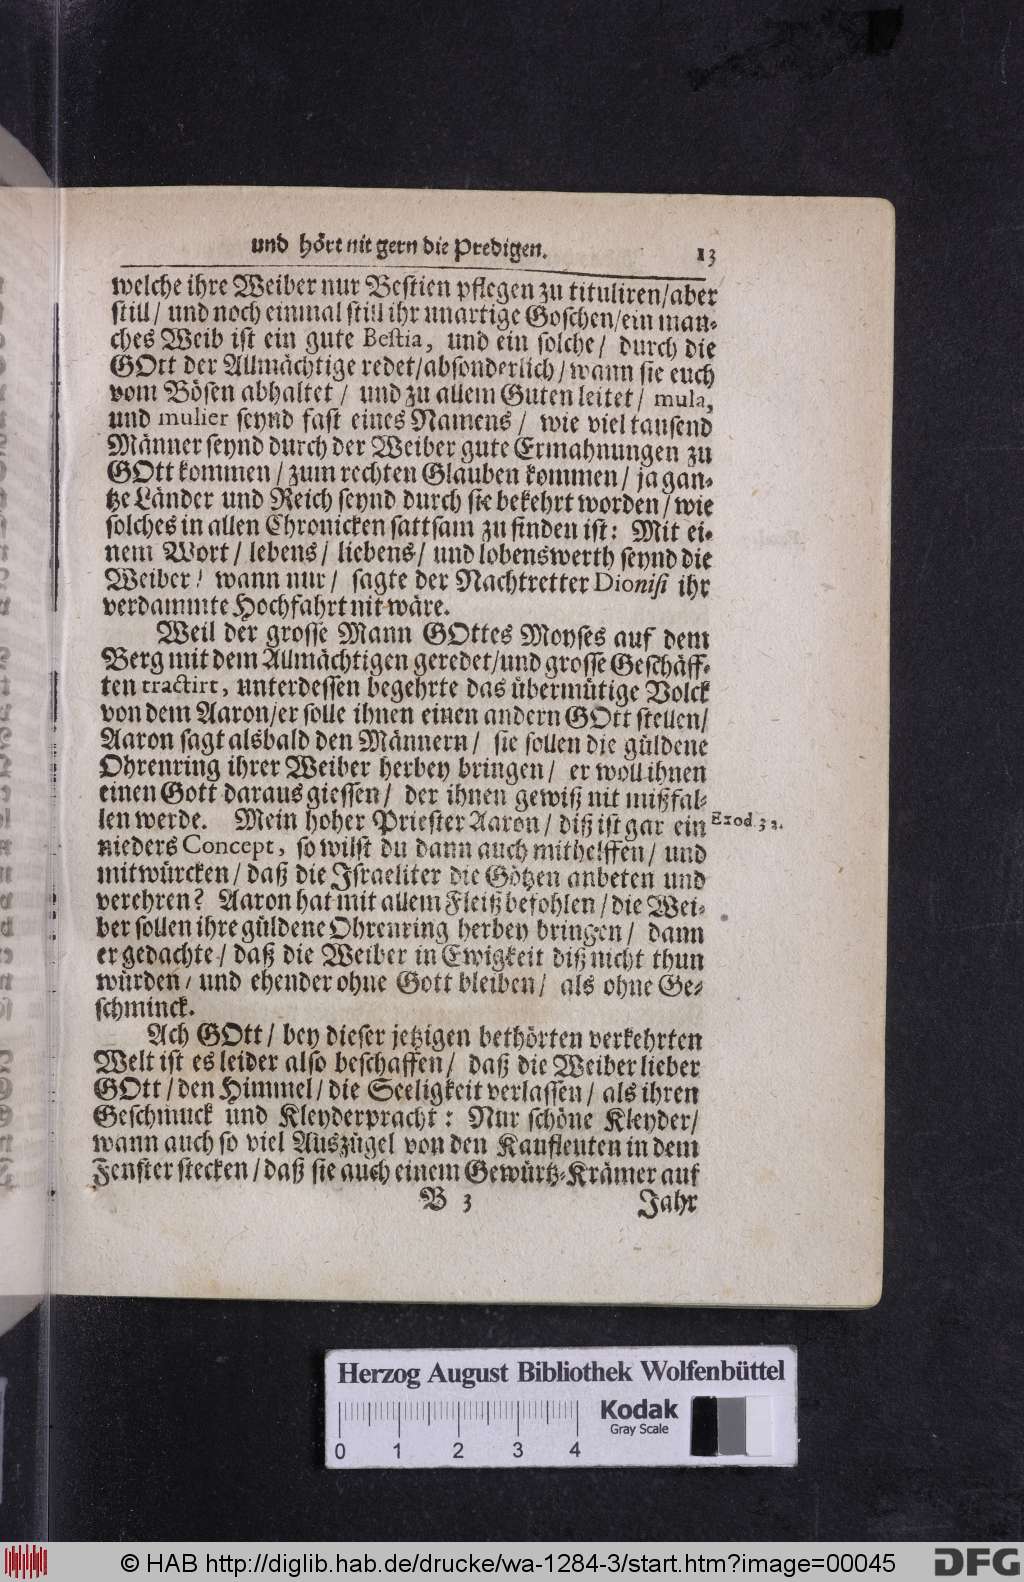 und hört nit gern die Predigen. 13
welche ihre Weiber nur Bestien pflegen zu tituliren/ aber
still/ und noch einmal still ihr unartige Goschen/ ein man-
ches Weib ist ein gute Bestia, und ein solche/ durch die
GOtt der Allmächtige redet/ absonderlich/ wann sie euch
vom Bösen abhaltet/ und zu allem Guten leitet/ mula,
und mulier seynd fast eines Namens/ wie viel tausend
Männer seynd durch der Weiber gute Ermahnungen zu
GOtt kommen/ zum rechten Glauben kommen/ ja gan-
tze Länder und Reich seynd durch sie bekehrt worden/ wie
solches in allen Chronicken sattsam zu finden ist: Mit ei-
nem Wort/ lebens/ liebens/ und lobenswerth seynd die
Weiber/ wann nur/ sagte der Nachtretter Dionisi ihr
verdammte Hochfahrt nit wäre.
Weil der grosse Mann GOttes Moyses auf dem
Berg mit dem Allmächtigen geredet/ und grosse Geschäff-
ten tractirt, unterdessen begehrte das übermütige Volck
von dem Aaron/ er solle ihnen einen andern GOtt stellen/
Aaron sagt alsbald den Männern/ sie sollen die güldene
Ohrenring ihrer Weiber herbey bringen/ er woll ihnen
einen Gott daraus giessen/ der ihnen gewiß nit mißfal-
len werde. Mein hoher Priester Aaron/ diß ist gar ein Exod. 32.
nieders Concept, so wilst du dann auch mithelffen/ und
mitwürcken/ daß die Israeliter die Götzen anbeten und
verehren? Aaron hat mit allem Fleiß befohlen/ die Wei-
ber sollen ihre güldene Ohrenring herbey bringen/ dann
er gedachte/ daß die Weiber in Ewigkeit diß nicht thun
würden/ und ehender ohne Gott bleiben/ als ohne Ge-
schminck.
Ach GOtt/ bey dieser jetzigen bethörten verkehrten
Welt ist es leider also beschaffen/ daß die Weiber lieber
GOtt/ den Himmel/ die Seeligkeit verlassen/ als ihren
Geschmuck und Kleyderpracht: Nur schöne Kleyder/
wann auch so viel Auszügel von den Kaufleuten in dem
Fenster stecken/ daß sie auch einem Gewürtz-Krämer auf
B 3 Jahr
Herzog August Bibliothek Wolfenbüttel
Kodak
Gray Scale
0 1 2 3 4
© HAB http://diglib.hab.de/drucke/wa-1284-3/start.htm?image=00045
DFG